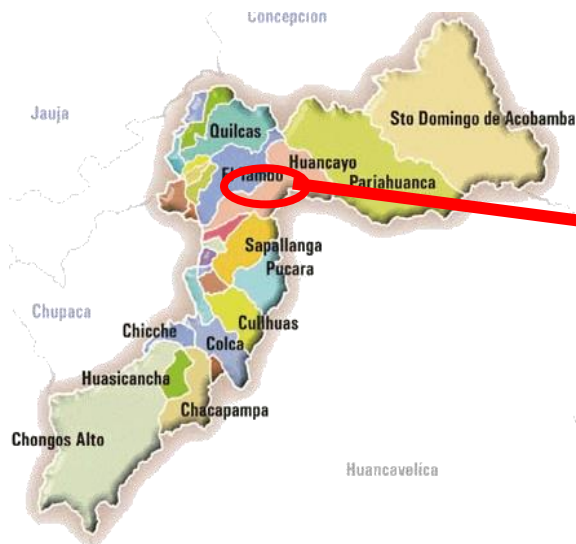 Concepción
Jauja
Sto Domingo de Acobamba
Quilcas
Huancayo
El Tambo
Pariahuanca
Sapallanga
Pucara
Chupaca
Chicche
Cullhuas
Colca
Huasicancha
Chacapampa
Chongos Alto
Huancavelica